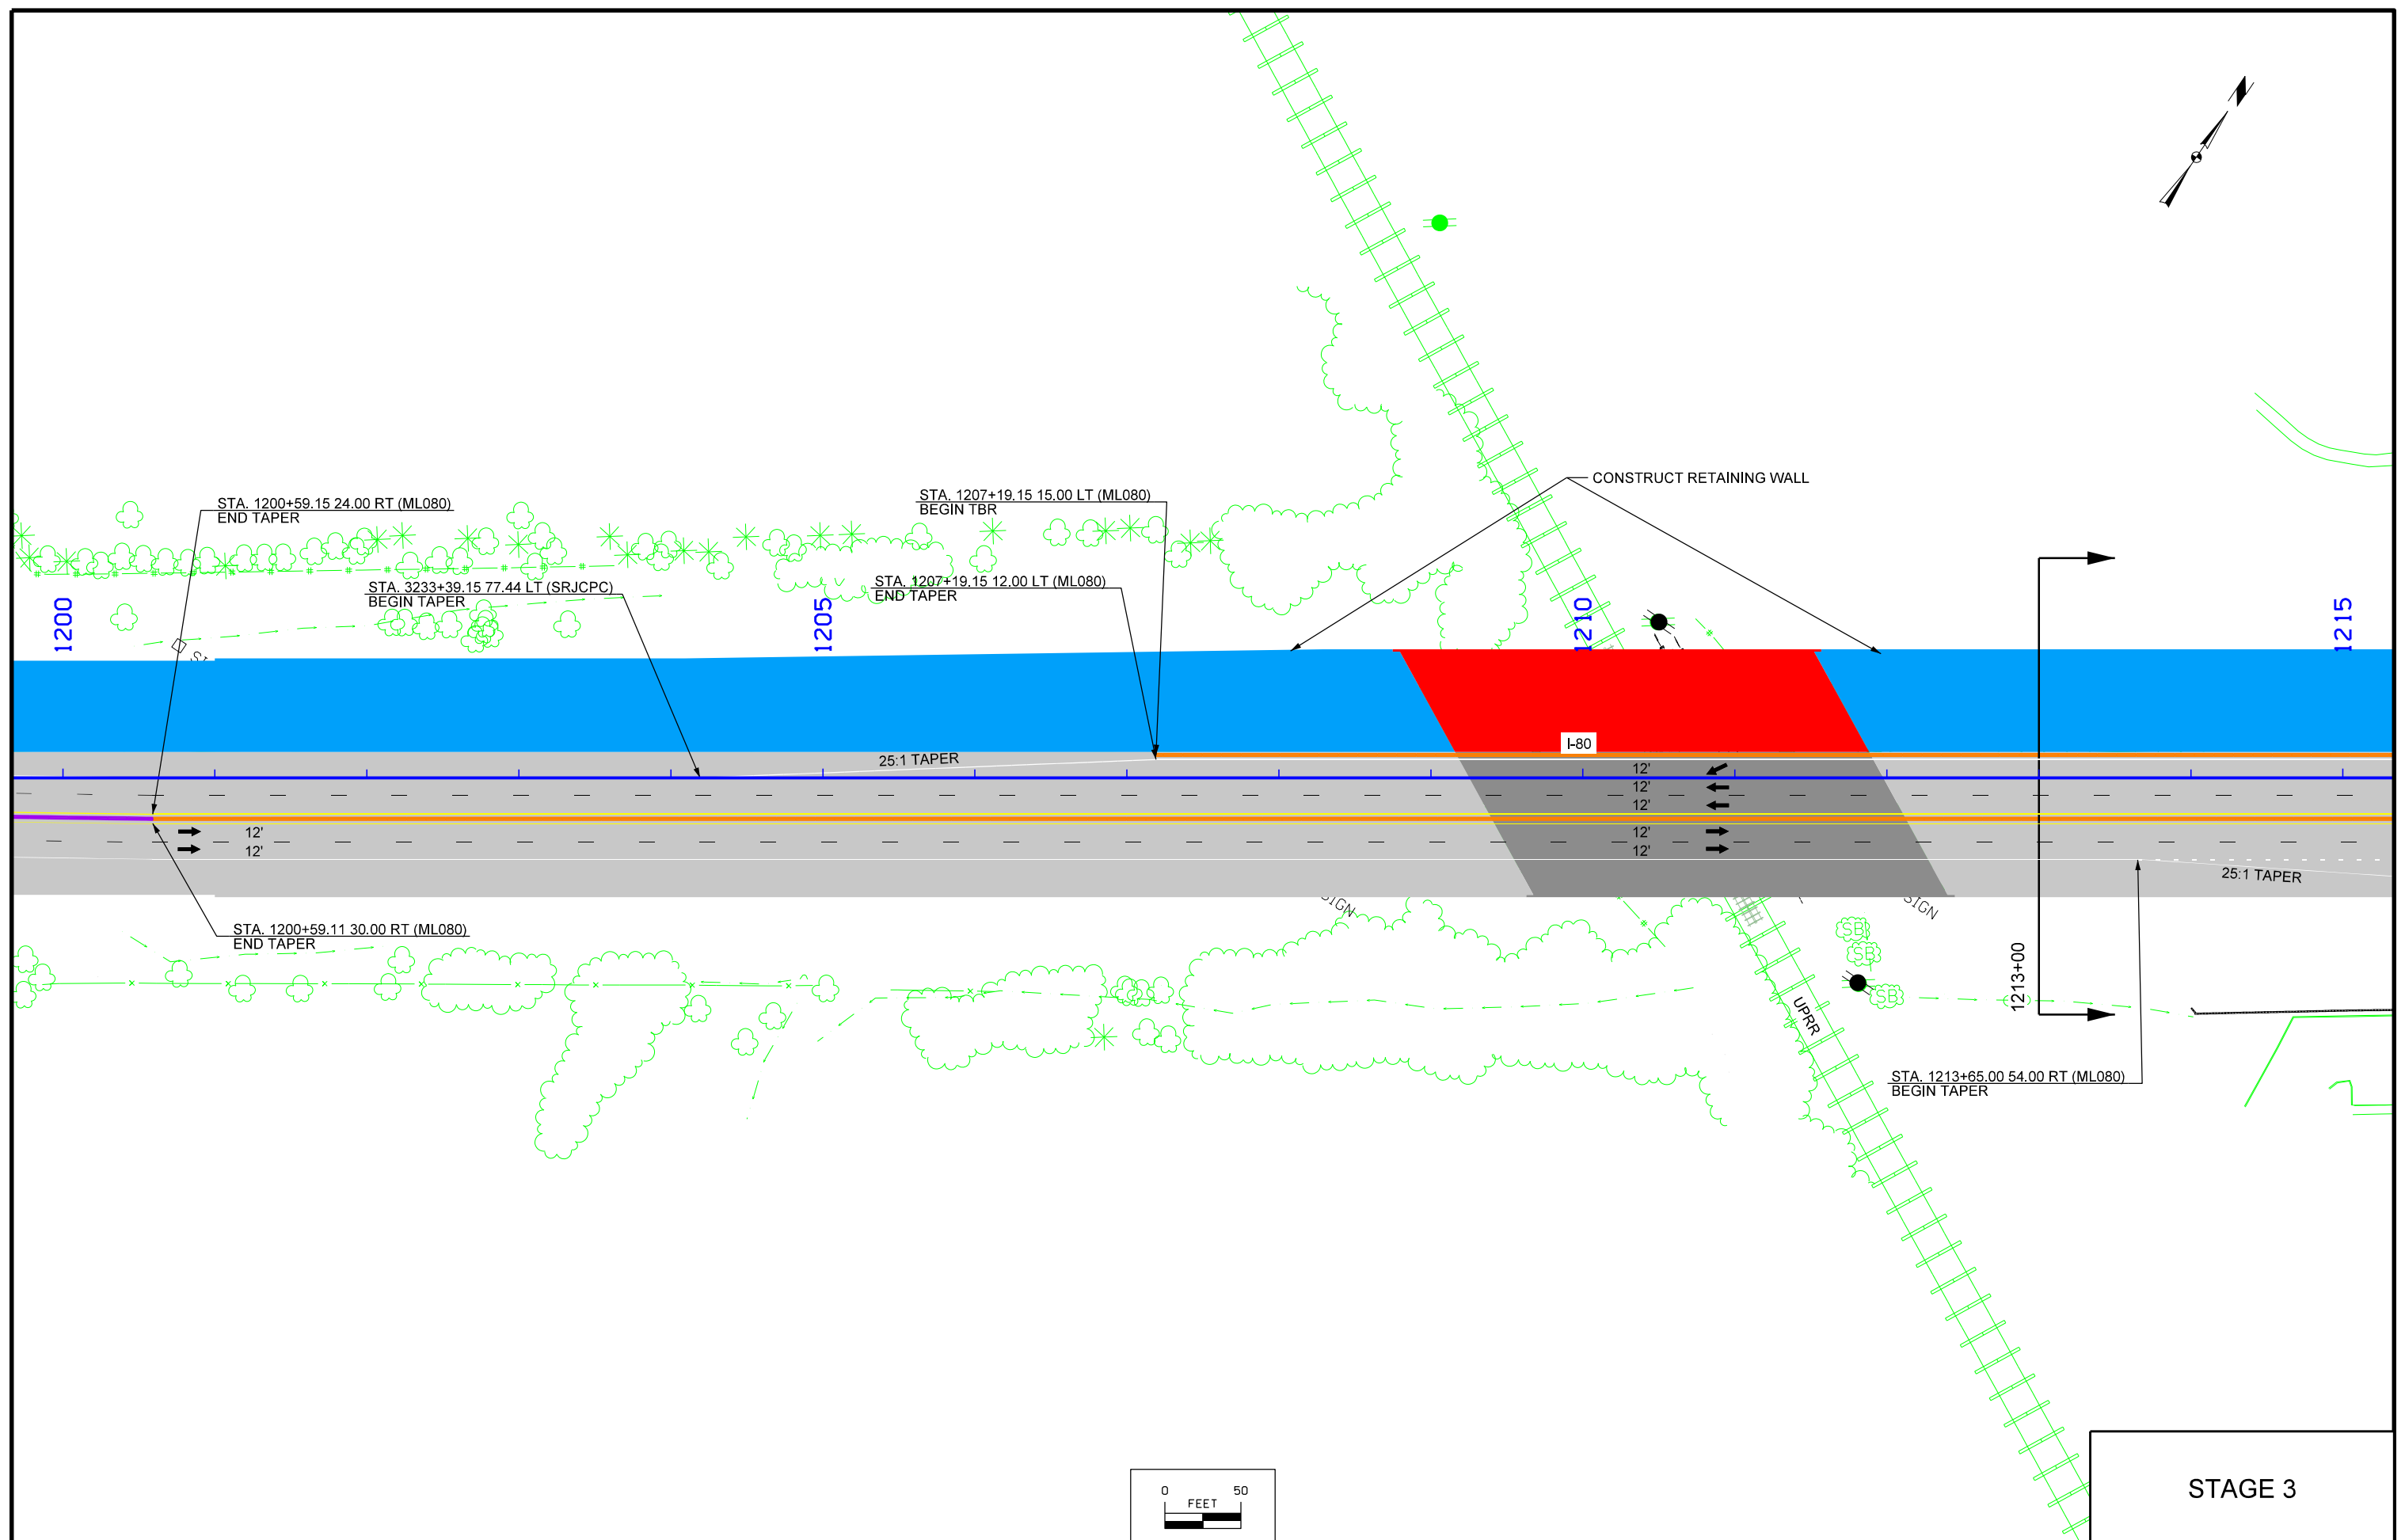 STA. 1200+59.15 24.00 RT (ML080)
END TAPER
STA. 1207+19.15 15.00 LT (ML080)
BEGIN TBR
CONSTRUCT RETAINING WALL
STA. 3233+39.15 77.44 LT (SRJCPC)
BEGIN TAPER
STA. 1207+19.15 12.00 LT (ML080)
END TAPER
1200
1205
1210
1215
I-80
25:1 TAPER
12'
12'
12'
12'
12'
12'
12'
25:1 TAPER
SIGN
SIGN
STA. 1200+59.11 30.00 RT (ML080)
END TAPER
SB
SB
SB
1213+00
UPRR
STA. 1213+65.00 54.00 RT (ML080)
BEGIN TAPER
0 50
FEET
STAGE 3